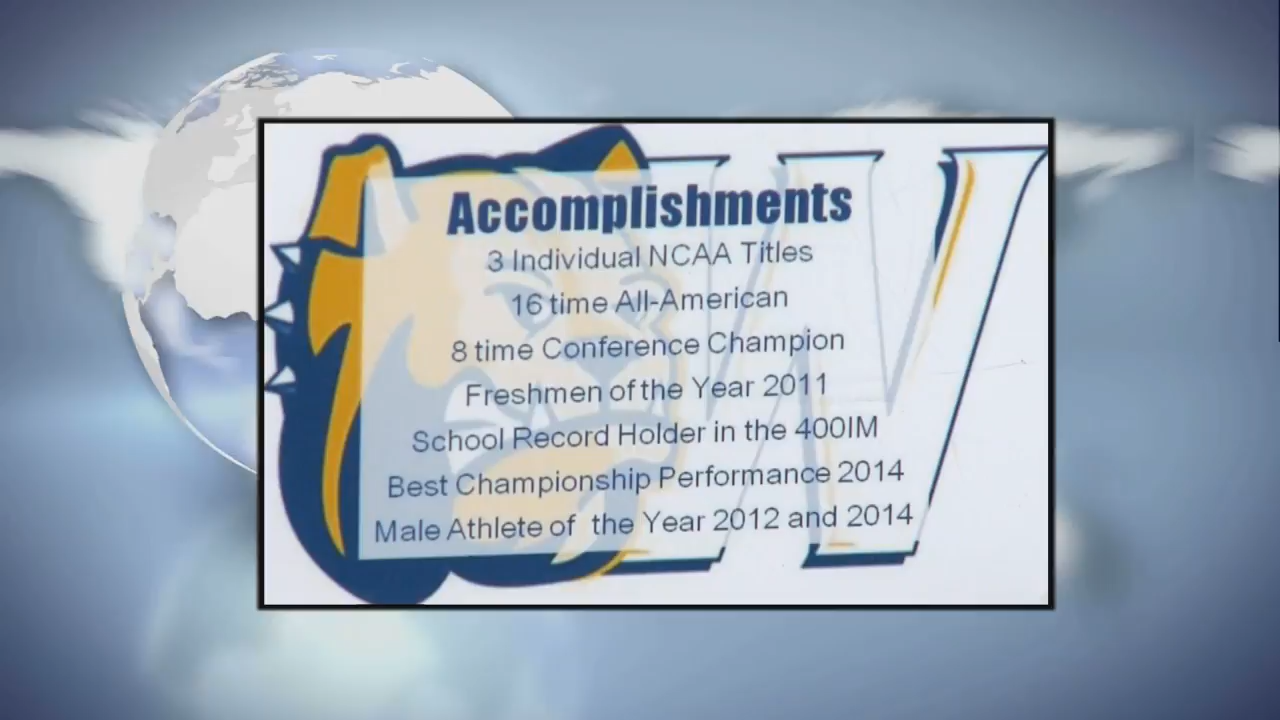 Accomplishments
3 Individual NCAA Titles
16 time All-American
8 time Conference Champion
Freshmen of the Year 2011
School Record Holder in the 400IM
Best Championship Performance 2014
Male Athlete of the Year 2012 and 2014
W